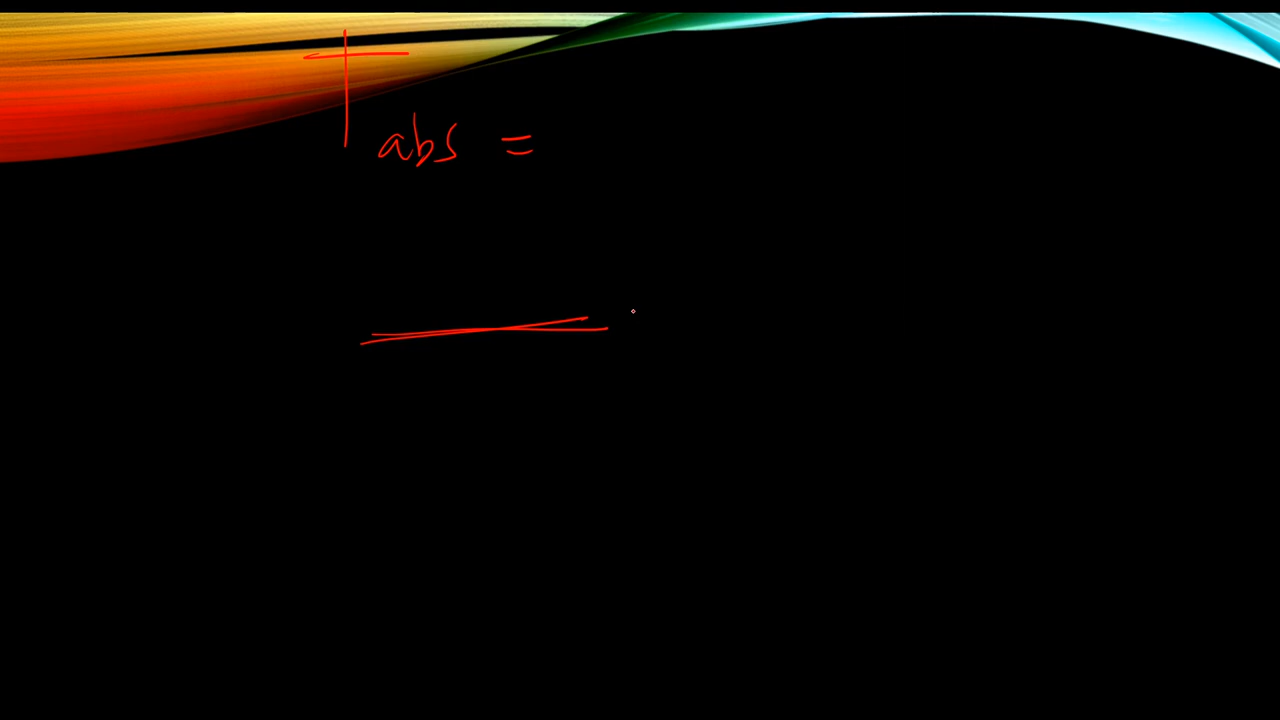 T abs =